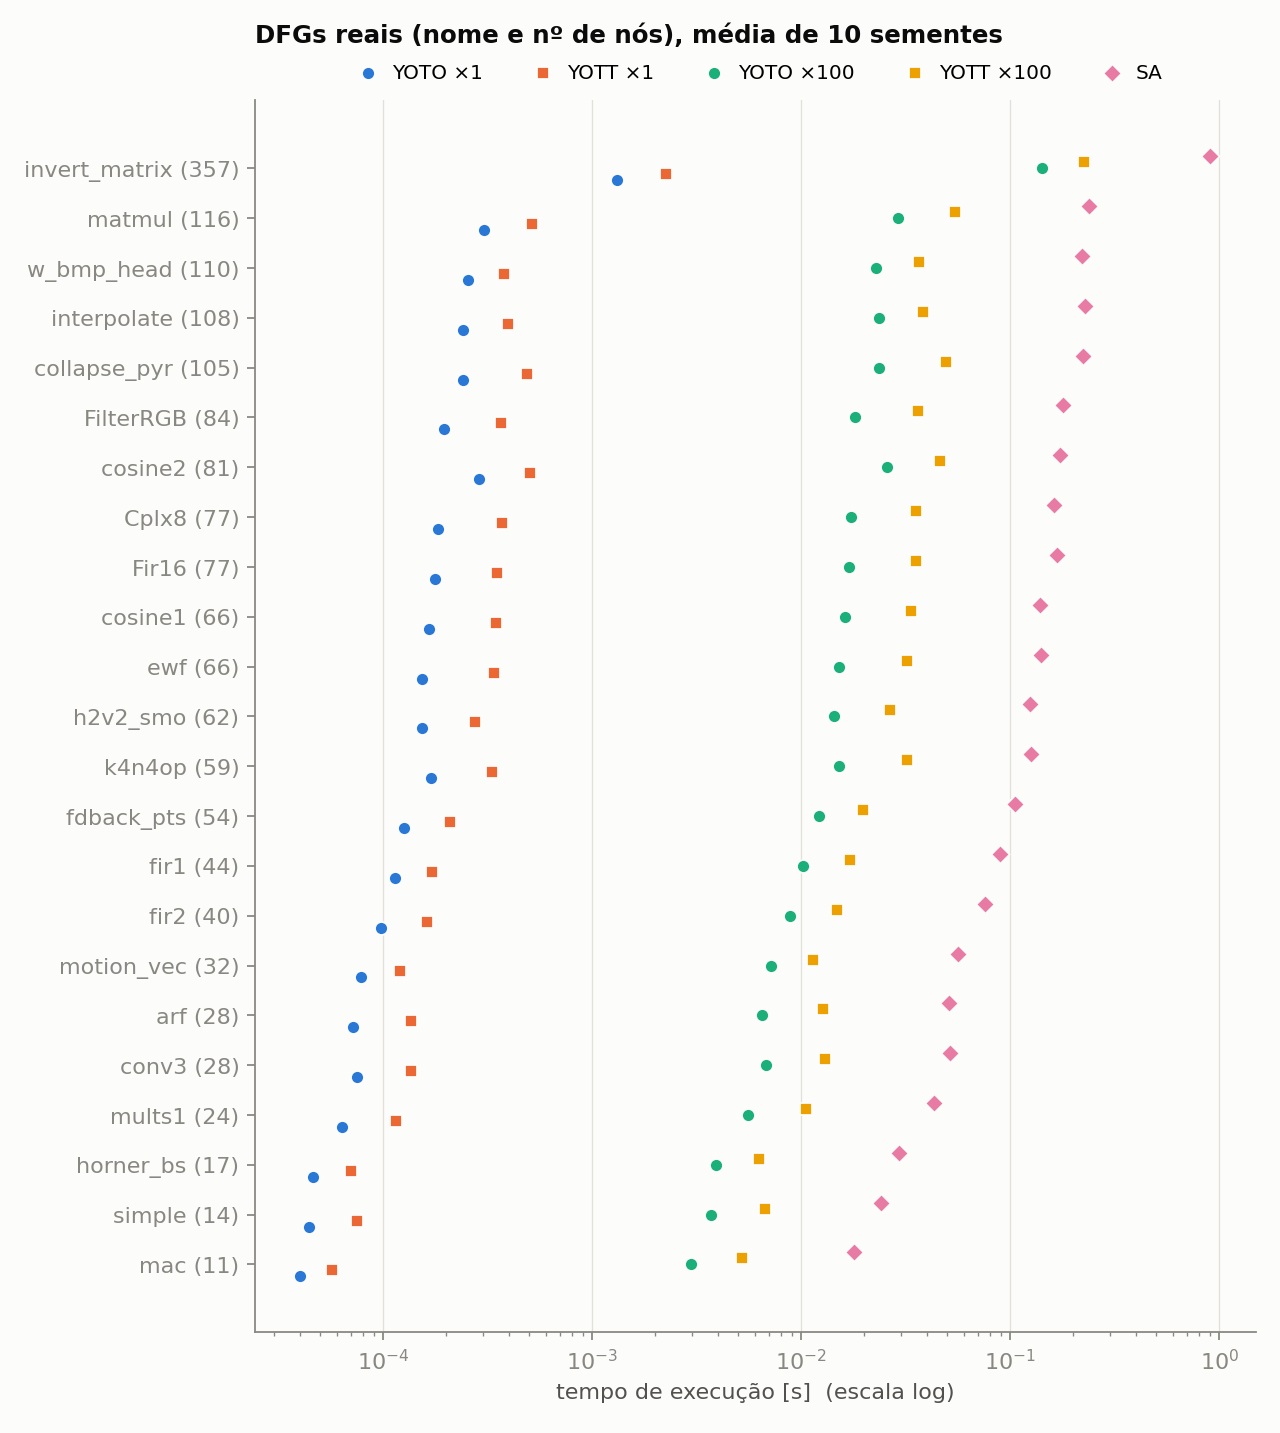 DFGs reais (nome e nº de nós), média de 10 sementes
YOTO ×1 YOTT ×1 YOTO ×100 YOTT ×100 SA
invert_matrix (357)
matmul (116)
w_bmp_head (110)
interpolate (108)
collapse_pyr (105)
FilterRGB (84)
cosine2 (81)
Cplx8 (77)
Fir16 (77)
cosine1 (66)
ewf (66)
h2v2_smo (62)
k4n4op (59)
fdback_pts (54)
fir1 (44)
fir2 (40)
motion_vec (32)
arf (28)
conv3 (28)
mults1 (24)
horner_bs (17)
simple (14)
mac (11)
10⁻⁴ 10⁻³ 10⁻² 10⁻¹ 10⁰
tempo de execução [s] (escala log)